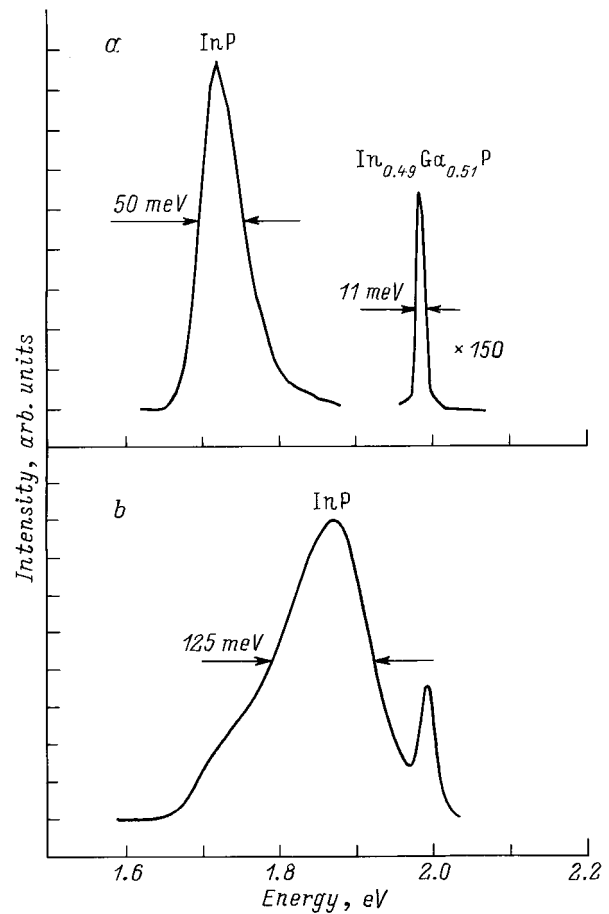 a
InP
In0.49Ga0.51P
50 meV
11 meV
× 150
Intensity, arb. units
b
InP
125 meV
1.6
1.8
2.0
2.2
Energy, eV